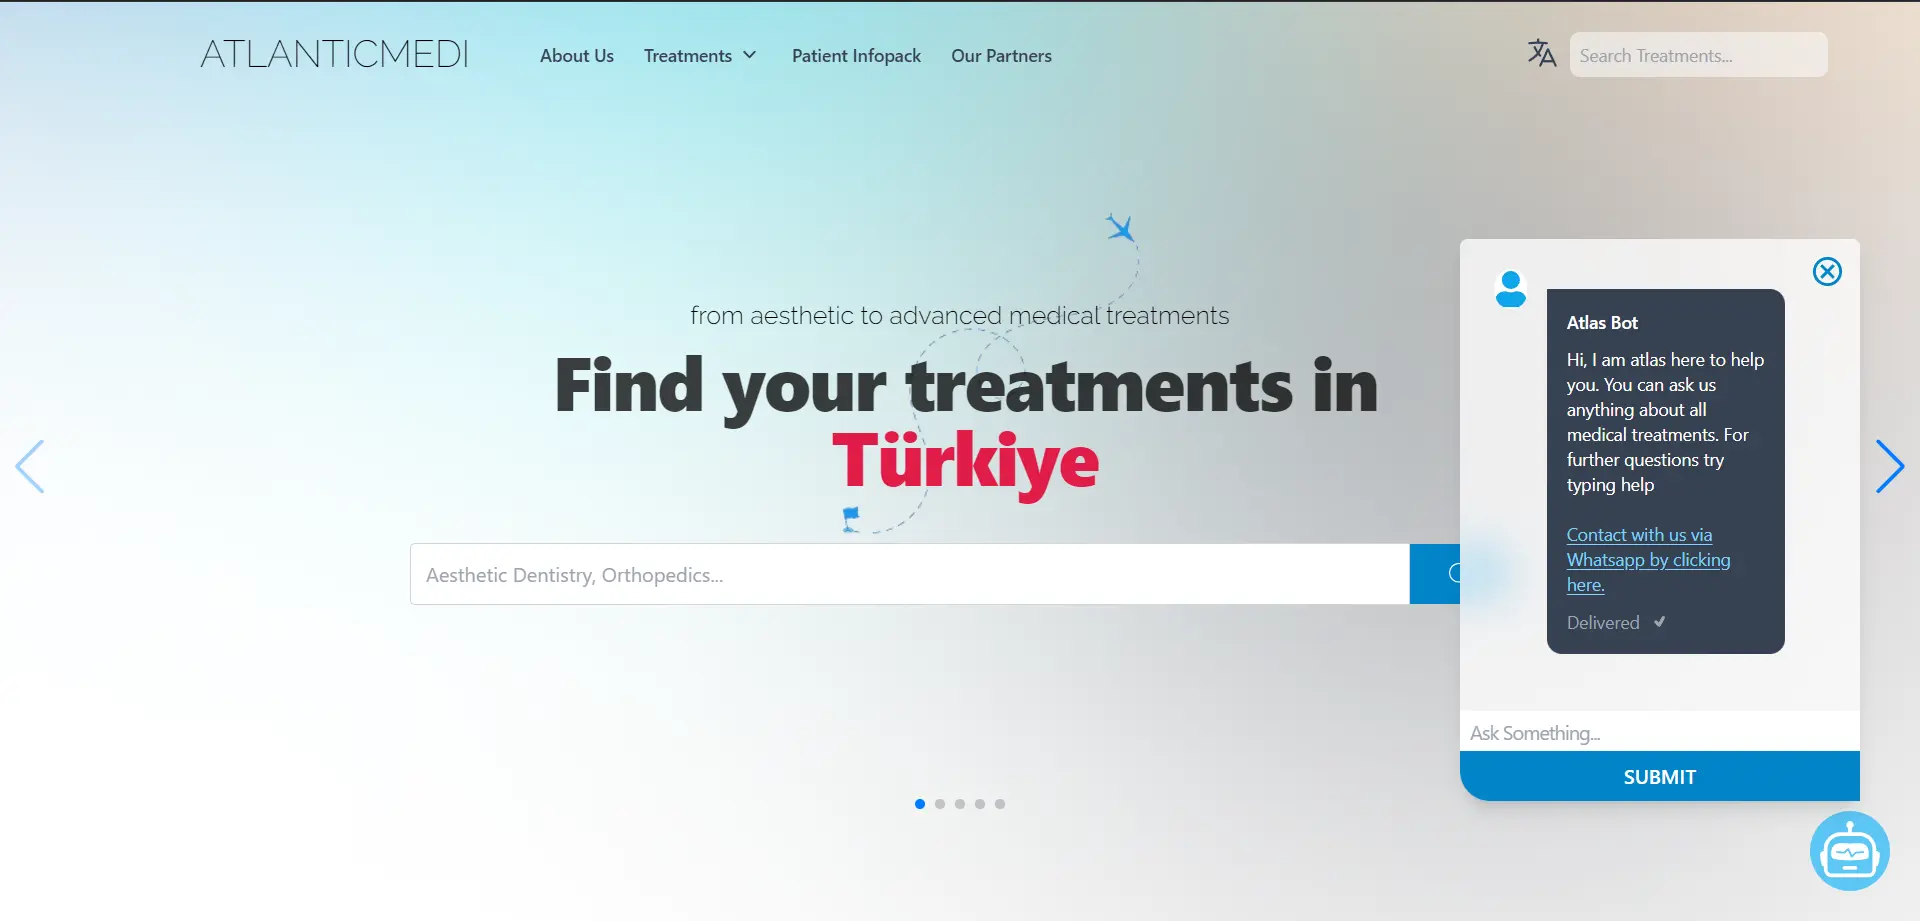 ATLANTICMEDI
About Us
Treatments
Patient Infopack
Our Partners
Search Treatments...
from aesthetic to advanced medical treatments
Find your treatments in
Türkiye
Aesthetic Dentistry, Orthopedics...
Atlas Bot
Hi, I am atlas here to help
you. You can ask us
anything about all
medical treatments. For
further questions try
typing help
Contact with us via
Whatsapp by clicking
here.
Delivered
Ask Something...
SUBMIT